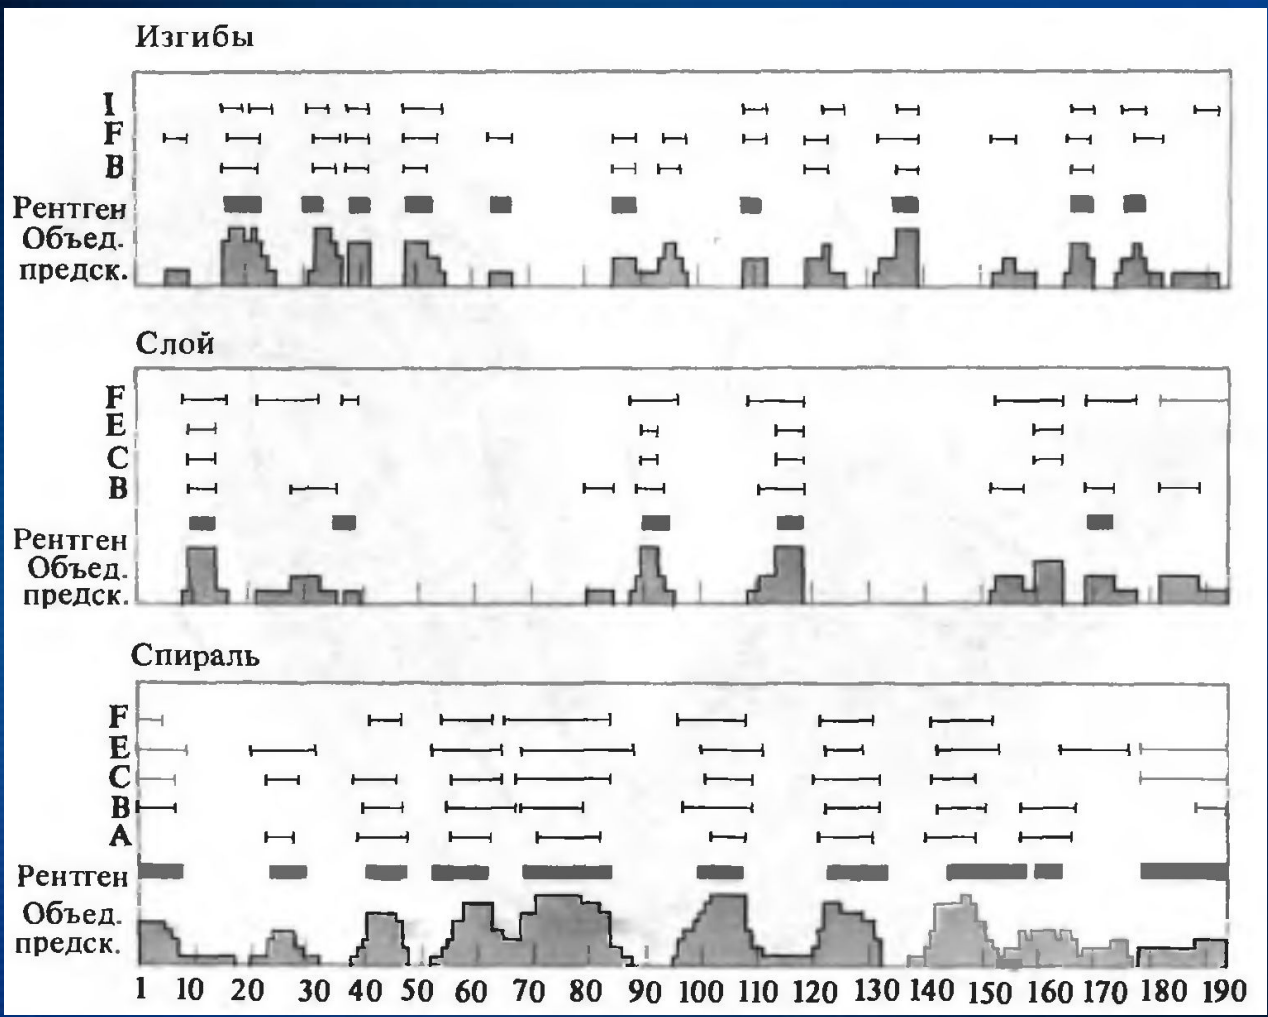 Изгибы
I
F
B
Рентген
Объед.
предск.
Слой
F
E
C
B
Рентген
Объед.
предск.
Спираль
F
E
C
B
A
Рентген
Объед.
предск.
1 10 20 30 40 50 60 70 80 90 100 110 120 130 140 150 160 170 180 190